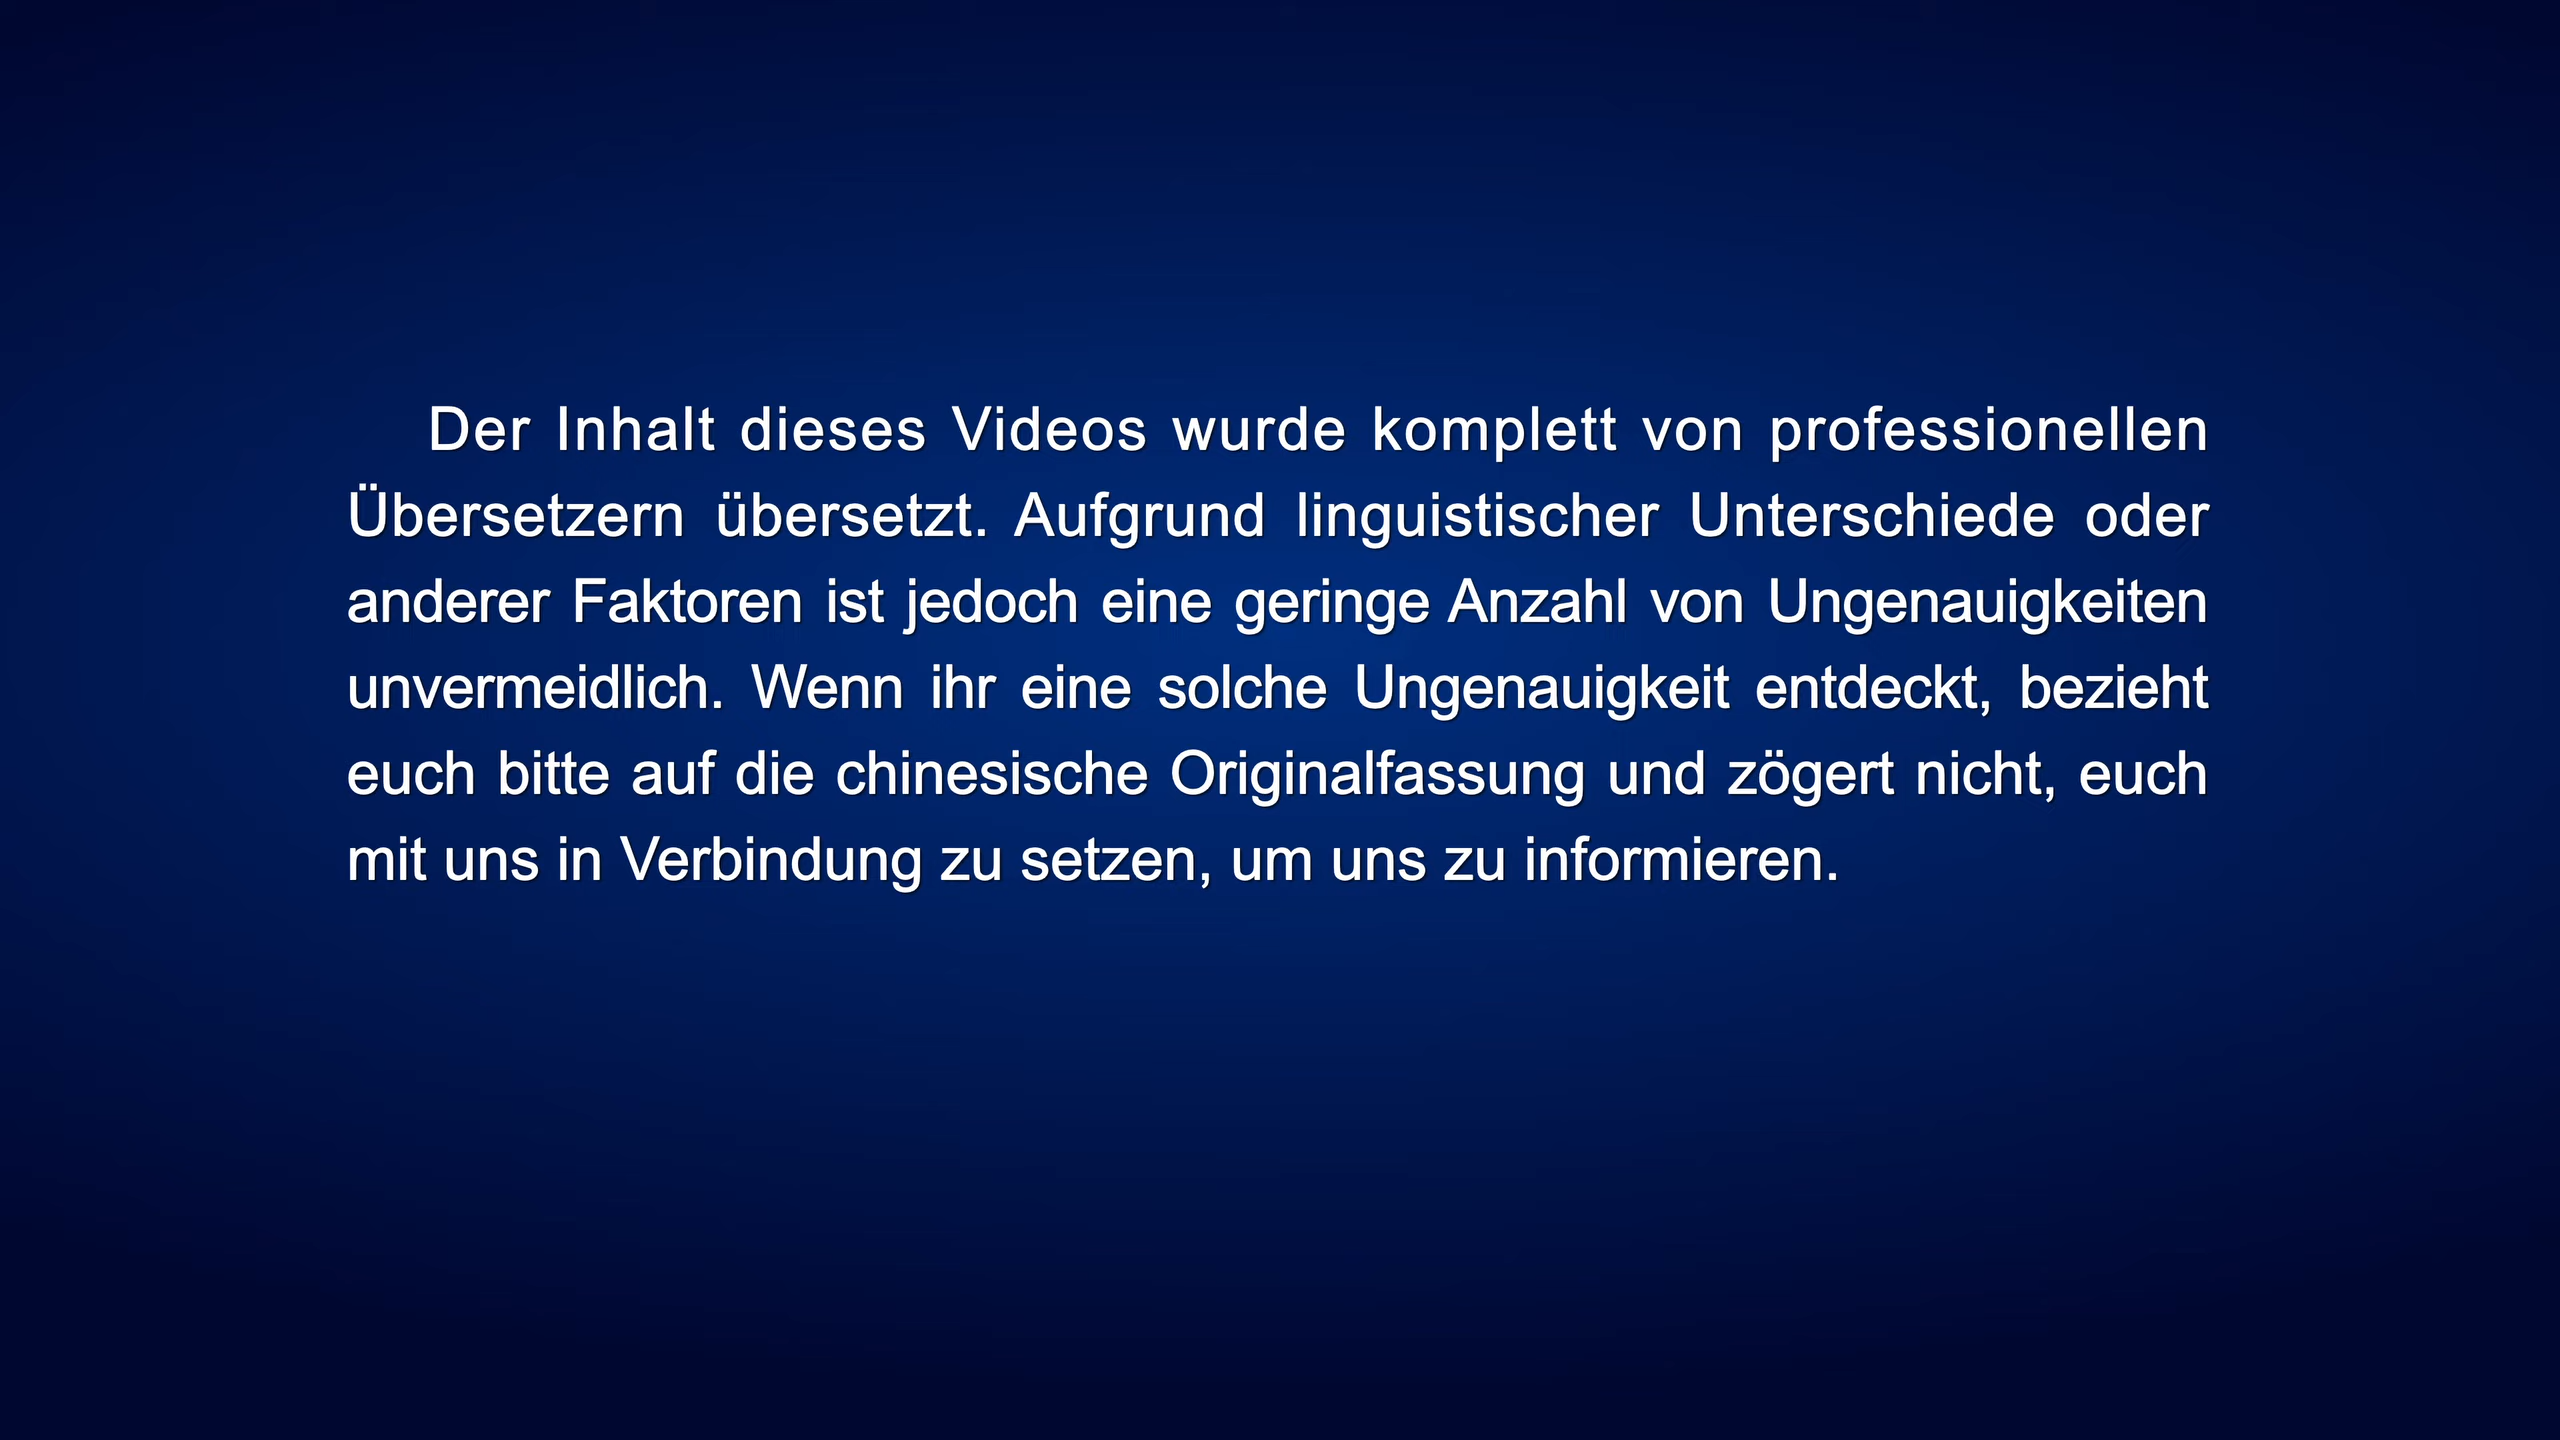 Der Inhalt dieses Videos wurde komplett von professionellen
Übersetzern übersetzt. Aufgrund linguistischer Unterschiede oder
anderer Faktoren ist jedoch eine geringe Anzahl von Ungenauigkeiten
unvermeidlich. Wenn ihr eine solche Ungenauigkeit entdeckt, bezieht
euch bitte auf die chinesische Originalfassung und zögert nicht, euch
mit uns in Verbindung zu setzen, um uns zu informieren.